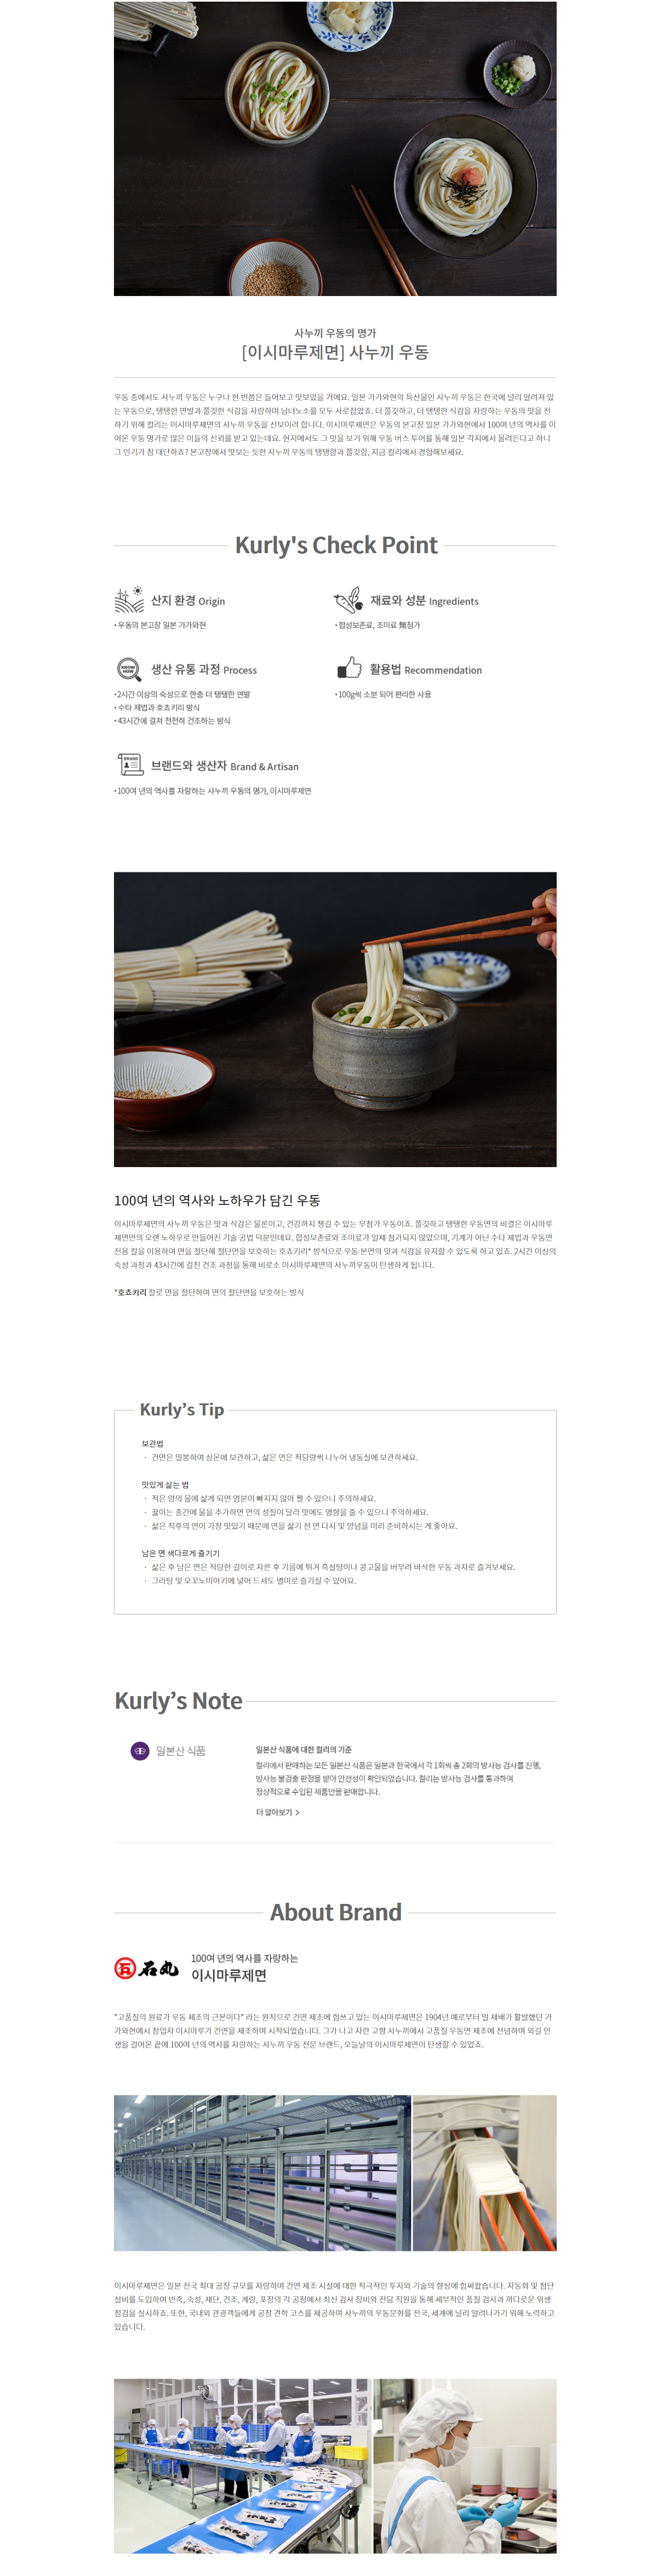 사누끼 우동의 명가
[이시마루제면] 사누끼 우동
우동 중에서도 사누끼 우동은 누구나 한 번쯤은 들어보고 맛보았을 거예요. 일본 가가와현의 특산물인 사누끼 우동은 한국에 널리 알려져 있
는 우동으로, 탱탱한 면발과 쫄깃한 식감을 자랑하며 남녀노소를 모두 사로잡았죠. 더 쫄깃하고, 더 탱탱한 식감을 자랑하는 우동의 맛을 전
하기 위해 컬리는 이시마루제면의 사누끼 우동을 선보이려 합니다. 이시마루제면은 우동의 본고장 일본 가가와현에서 100여 년의 역사를 이
어온 우동 명가로 많은 이들의 신뢰를 받고 있는데요. 현지에서도 그 맛을 보기 위해 우동 버스 투어를 통해 일본 각지에서 몰려든다고 하니
그 인기가 참 대단하죠? 본고장에서 맛보는 듯한 사누끼 우동의 탱탱함과 쫄깃함, 지금 컬리에서 경험해보세요.
Kurly's Check Point
산지 환경 Origin
• 우동의 본고장 일본 가가와현
재료와 성분 Ingredients
• 합성보존료, 조미료 無첨가
생산 유통 과정 Process
KNOW
HOW
• 2시간 이상의 숙성으로 한층 더 탱탱한 면발
• 수타 제법과 호쵸키리 방식
• 43시간에 걸쳐 천천히 건조하는 방식
활용법 Recommendation
• 100g씩 소분 되어 편리한 사용
BRAND
브랜드와 생산자 Brand & Artisan
• 100여 년의 역사를 자랑하는 사누끼 우동의 명가, 이시마루제면
100여 년의 역사와 노하우가 담긴 우동
이시마루제면의 사누끼 우동은 맛과 식감은 물론이고, 건강까지 챙길 수 있는 무첨가 우동이죠. 쫄깃하고 탱탱한 우동면의 비결은 이시마루
제면만의 오랜 노하우로 만들어진 기술 공법 덕분인데요. 합성보존료와 조미료가 일체 첨가되지 않았으며, 기계가 아닌 수타 제법과 우동면
전용 칼을 이용하여 면을 절단해 절단면을 보호하는 호쵸키리* 방식으로 우동 본연의 맛과 식감을 유지할 수 있도록 하고 있죠. 2시간 이상의
숙성 과정과 43시간에 걸친 건조 과정을 통해 비로소 이시마루제면의 사누끼우동이 탄생하게 됩니다.
*호쵸키리 칼로 면을 절단하여 면의 절단면을 보호하는 방식
Kurly's Tip
보관법
· 건면은 밀봉하여 상온에 보관하고, 삶은 면은 적당량씩 나누어 냉동실에 보관하세요.
맛있게 삶는 법
· 적은 양의 물에 삶게 되면 염분이 빠지지 않아 짤 수 있으니 주의하세요.
· 끓이는 중간에 물을 추가하면 면의 성질이 달라 맛에도 영향을 줄 수 있으니 주의하세요.
· 삶은 직후의 면이 가장 맛있기 때문에 면을 삶기 전 면 다시 및 양념을 미리 준비하시는 게 좋아요.
남은 면 색다르게 즐기기
· 삶은 후 남은 면은 적당한 길이로 자른 후 기름에 튀겨 흑설탕이나 콩고물을 버무려 바삭한 우동 과자로 즐겨보세요.
· 그라탕 및 오꼬노미야키에 넣어 드셔도 별미로 즐기실 수 있어요.
Kurly's Note
일본산 식품
일본산 식품에 대한 컬리의 기준
컬리에서 판매하는 모든 일본산 식품은 일본과 한국에서 각 1회씩 총 2회의 방사능 검사를 진행,
방사능 불검출 판정을 받아 안전성이 확인되었습니다. 컬리는 방사능 검사를 통과하여
정상적으로 수입된 제품만을 판매합니다.
더 알아보기 >
About Brand
石丸
100여 년의 역사를 자랑하는
이시마루제면
"고품질의 원료가 우동 제조의 근본이다" 라는 원칙으로 건면 제조에 힘쓰고 있는 이시마루제면은 1904년 예로부터 밀 재배가 활발했던 가
가와현에서 창업자 이시마루가 건면을 제조하며 시작되었습니다. 그가 나고 자란 고향 사누끼에서 고품질 우동면 제조에 전념하며 외길 인
생을 걸어온 끝에 100여 년의 역사를 자랑하는 사누끼 우동 전문 브랜드, 오늘날의 이시마루제면이 탄생할 수 있었죠.
이시마루제면은 일본 전국 최대 공장 규모를 자랑하며 건면 제조 시설에 대한 적극적인 투자와 기술의 향상에 힘써왔습니다. 자동화 및 첨단
설비를 도입하여 반죽, 숙성, 재단, 건조, 계량, 포장의 각 공정에서 최신 검사 장비와 전담 직원을 통해 세부적인 품질 검사과 까다로운 위생
점검을 실시하죠. 또한, 국내외 관광객들에게 공장 견학 코스를 제공하며 사누끼의 우동문화를 전국, 세계에 널리 알려나가기 위해 노력하고
있습니다.